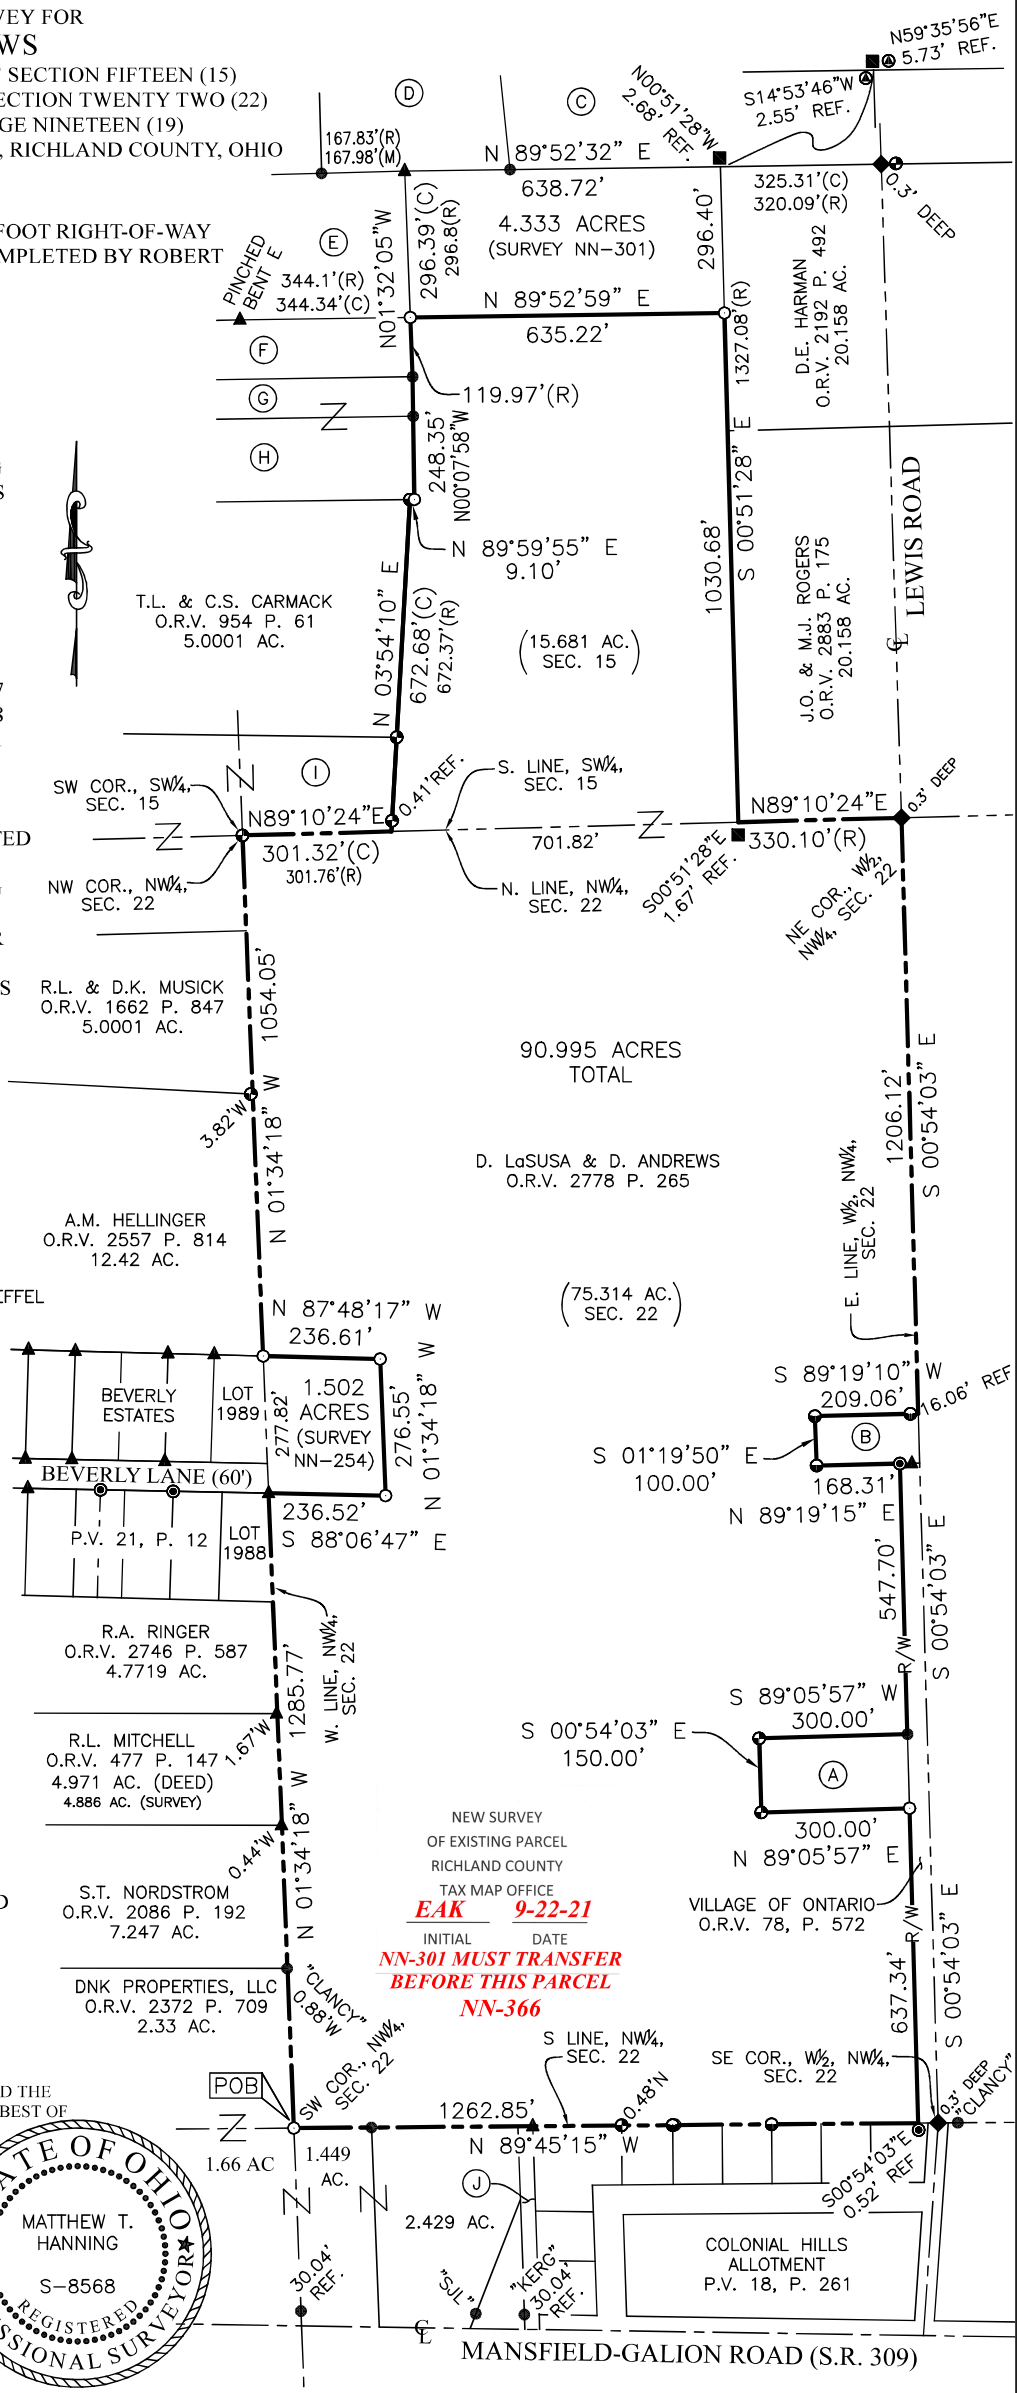 VEY FOR
WS
SECTION FIFTEEN (15)
ECTION TWENTY TWO (22)
GE NINETEEN (19)
, RICHLAND COUNTY, OHIO
FOOT RIGHT-OF-WAY
MPLETED BY ROBERT
N59°35'56"E
5.73' REF.
S14°53'46"W
2.55' REF.
N00°51'28"W
2.68' REF.
D
C
167.83'(R)
167.98'(M)
N 89°52'32" E
638.72'
325.31'(C)
320.09'(R)
0.3' DEEP
4.333 ACRES
(SURVEY NN-301)
N01°32'05"W
296.39'(C)
296.8(R)
296.40'
E
PINCHED
BENT E
344.1'(R)
344.34'(C)
N 89°52'59" E
635.22'
D.E. HARMAN
O.R.V. 2192 P. 492
20.158 AC.
1327.08'(R)
F
G
H
119.97'(R)
248.35'
N00°07'58"W
N 89°59'55" E
9.10'
S 00°51'28" E
1030.68'
LEWIS ROAD
℄
J.O. & M.J. ROGERS
O.R.V. 2883 P. 175
20.158 AC.
T.L. & C.S. CARMACK
O.R.V. 954 P. 61
5.0001 AC.
N 03°54'10" E
672.68'(C)
672.37'(R)
(15.681 AC.)
SEC. 15
I
0.41'REF.
SW COR., SW¼,
SEC. 15
S. LINE, SW¼,
SEC. 15
N89°10'24"E
301.32'(C)
301.76'(R)
701.82'
N89°10'24"E
330.10'(R)
0.3' DEEP
TED
S00°51'28"E
1.67' REF.
NW COR., NW¼,
SEC. 22
N. LINE, NW¼,
SEC. 22
NE COR., W½,
NW¼, SEC. 22
R
S
R.L. & D.K. MUSICK
O.R.V. 1662 P. 847
5.0001 AC.
1054.05'
N 01°34'18" W
3.82'W
90.995 ACRES
TOTAL
1206.12'
S 00°54'03" E
D. LaSUSA & D. ANDREWS
O.R.V. 2778 P. 265
A.M. HELLINGER
O.R.V. 2557 P. 814
12.42 AC.
E. LINE, W½, NW¼,
SEC. 22
EFFEL
(75.314 AC.)
SEC. 22
N 87°48'17" W
236.61'
S 89°19'10" W
209.06'
16.06' REF
BEVERLY
ESTATES
LOT
1989
277.82'
1.502
ACRES
(SURVEY
NN-254)
276.55'
N 01°34'18" W
B
S 01°19'50" E
100.00'
BEVERLY LANE (60')
168.31'
N 89°19'15" E
236.52'
S 88°06'47" E
P.V. 21, P. 12
LOT
1988
547.70'
R/W
S 00°54'03" E
R.A. RINGER
O.R.V. 2746 P. 587
4.7719 AC.
W. LINE, NW¼,
SEC. 22
1285.77'
N 01°34'18" W
S 89°05'57" W
300.00'
S 00°54'03" E
150.00'
A
R.L. MITCHELL
O.R.V. 477 P. 147
4.971 AC. (DEED)
4.886 AC. (SURVEY)
1.67'W
0.44'W
300.00'
N 89°05'57" E
NEW SURVEY
OF EXISTING PARCEL
RICHLAND COUNTY
TAX MAP OFFICE
EAK 9-22-21
INITIAL DATE
NN-301 MUST TRANSFER
BEFORE THIS PARCEL
NN-366
VILLAGE OF ONTARIO
O.R.V. 78, P. 572
D
S.T. NORDSTROM
O.R.V. 2086 P. 192
7.247 AC.
R/W
637.34'
S 00°54'03" E
DNK PROPERTIES, LLC
O.R.V. 2372 P. 709
2.33 AC.
"CLANCY"
0.88'W
S LINE, NW¼,
SEC. 22
SE COR., W½, NW¼,
SEC. 22
POB
SW COR., NW¼,
SEC. 22
0.3' DEEP
"CLANCY"
D THE
BEST OF
1262.85'
N 89°45'15" W
0.48'N
S00°54'03"E
0.52' REF
1.66 AC
1.449
AC.
J
2.429 AC.
COLONIAL HILLS
ALLOTMENT
P.V. 18, P. 261
30.04'
REF.
"SJL"
"KERG"
30.04'
REF.
ATE OF OHIO
MATTHEW T.
HANNING
S-8568
REGISTERED
SSIONAL SURVEYOR
℄
MANSFIELD-GALION ROAD (S.R. 309)